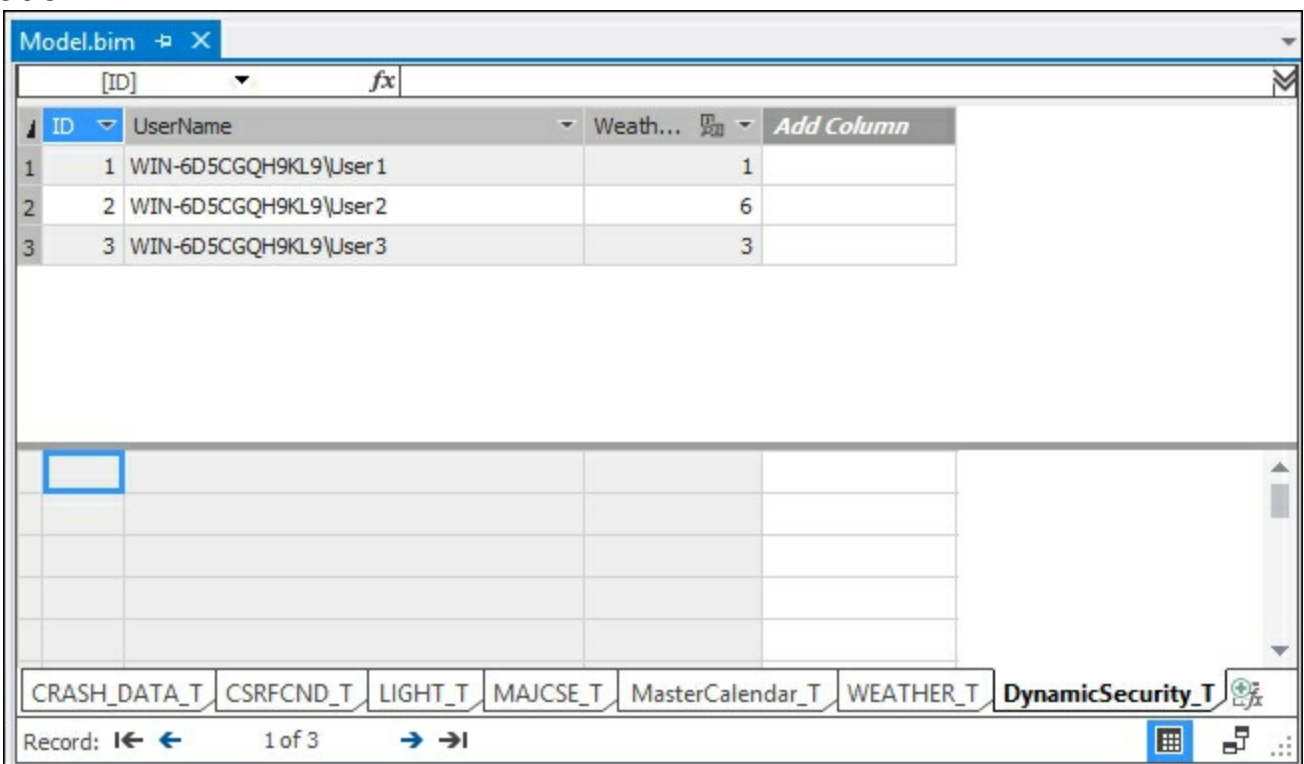 Model.bim
[ID] fx
ID UserName Weath... Add Column
1 1 WIN-6D5CGQH9KL9\User1 1
2 2 WIN-6D5CGQH9KL9\User2 6
3 3 WIN-6D5CGQH9KL9\User3 3
CRASH_DATA_T CSRFCND_T LIGHT_T MAJCSE_T MasterCalendar_T WEATHER_T DynamicSecurity_T
Record: 1 of 3